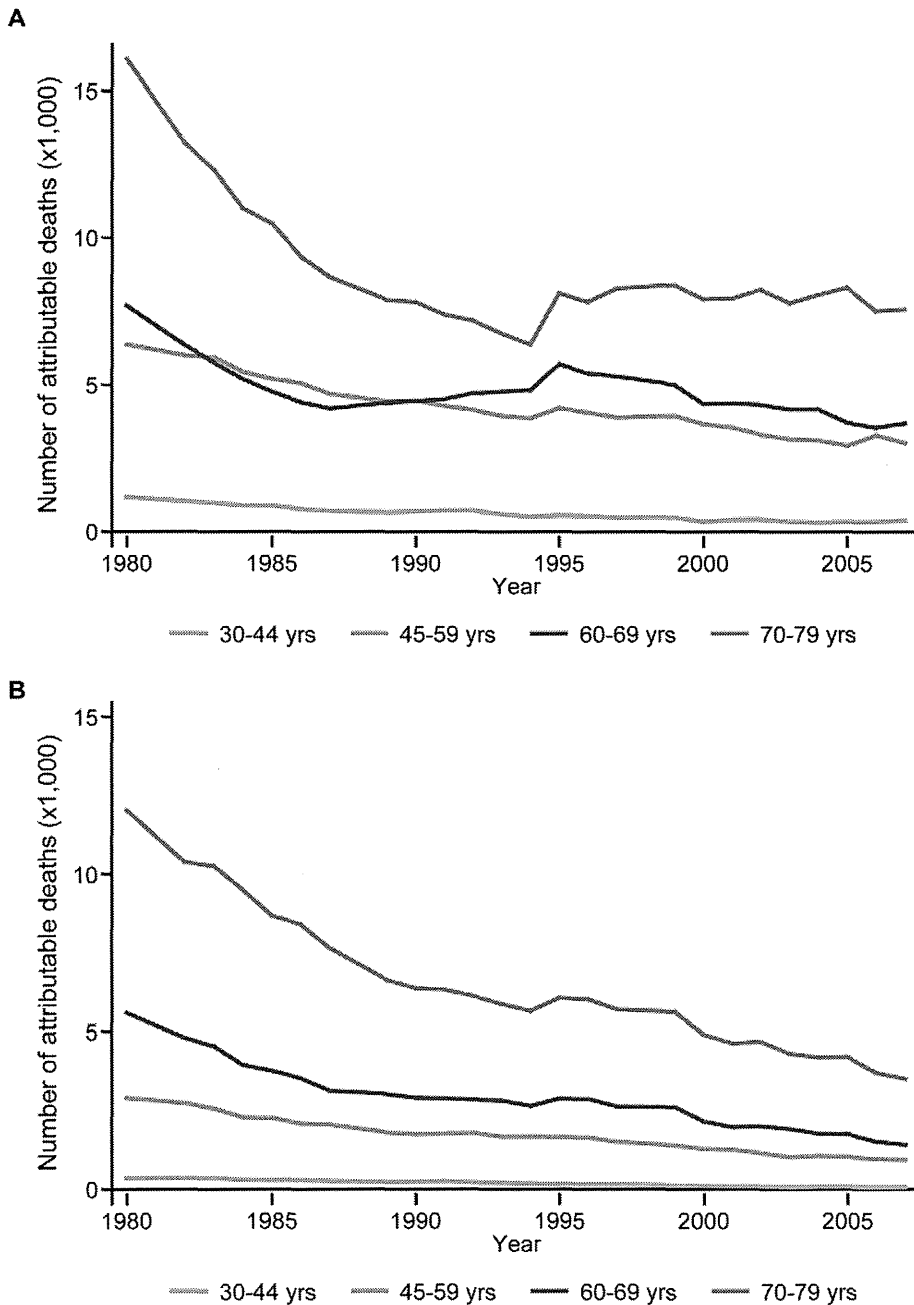 A
Number of attributable deaths (x1,000)
15
10
5
0
1980 1985 1990 1995 2000 2005
Year
30-44 yrs 45-59 yrs 60-69 yrs 70-79 yrs
B
Number of attributable deaths (x1,000)
15
10
5
0
1980 1985 1990 1995 2000 2005
Year
30-44 yrs 45-59 yrs 60-69 yrs 70-79 yrs